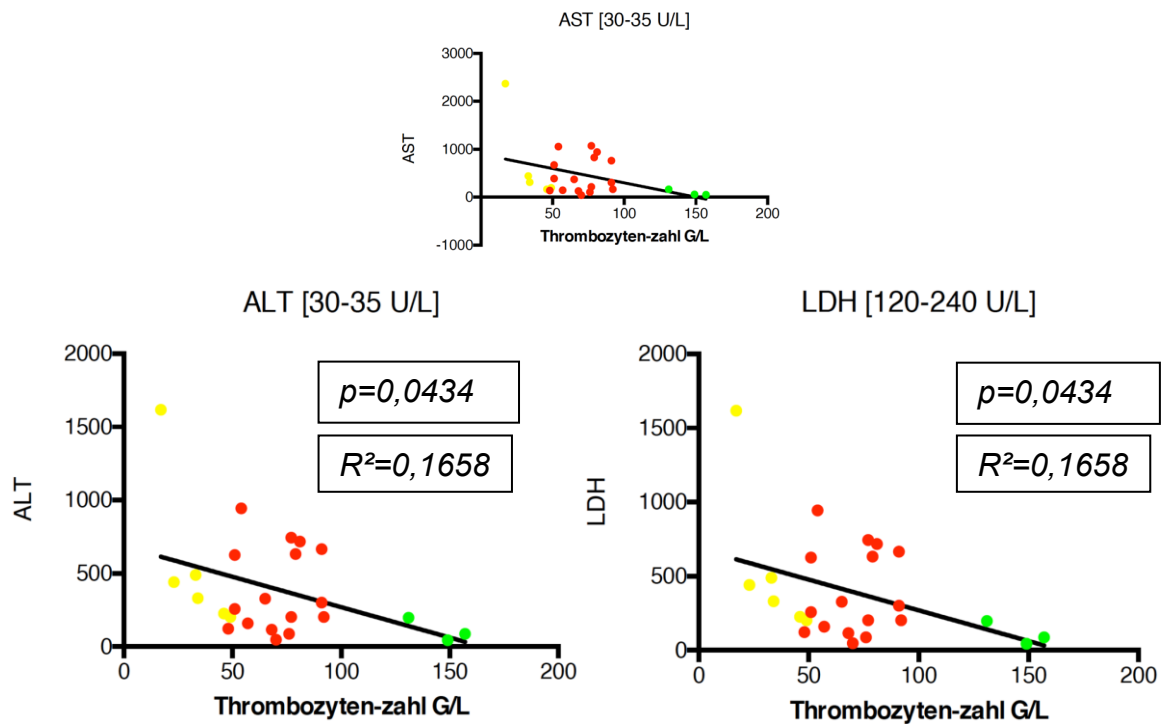 AST [30-35 U/L]
3000
2000
1000
0
-1000
AST
50
100
150
200
Thrombozyten-zahl G/L
ALT [30-35 U/L]
2000
1500
1000
500
0
ALT
p=0,0434
R²=0,1658
0
50
100
150
200
Thrombozyten-zahl G/L
LDH [120-240 U/L]
2000
1500
1000
500
0
LDH
p=0,0434
R²=0,1658
0
50
100
150
200
Thrombozyten-zahl G/L